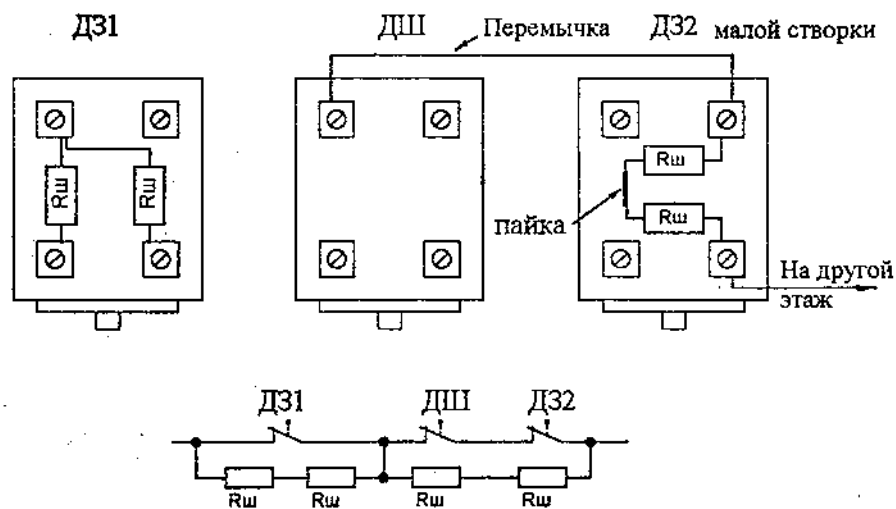 ДЗ1
ДШ
Перемычка
ДЗ2
малой створки
Rш
Rш
Rш
Rш
пайка
На другой
этаж
ДЗ1
ДШ
ДЗ2
Rш
Rш
Rш
Rш